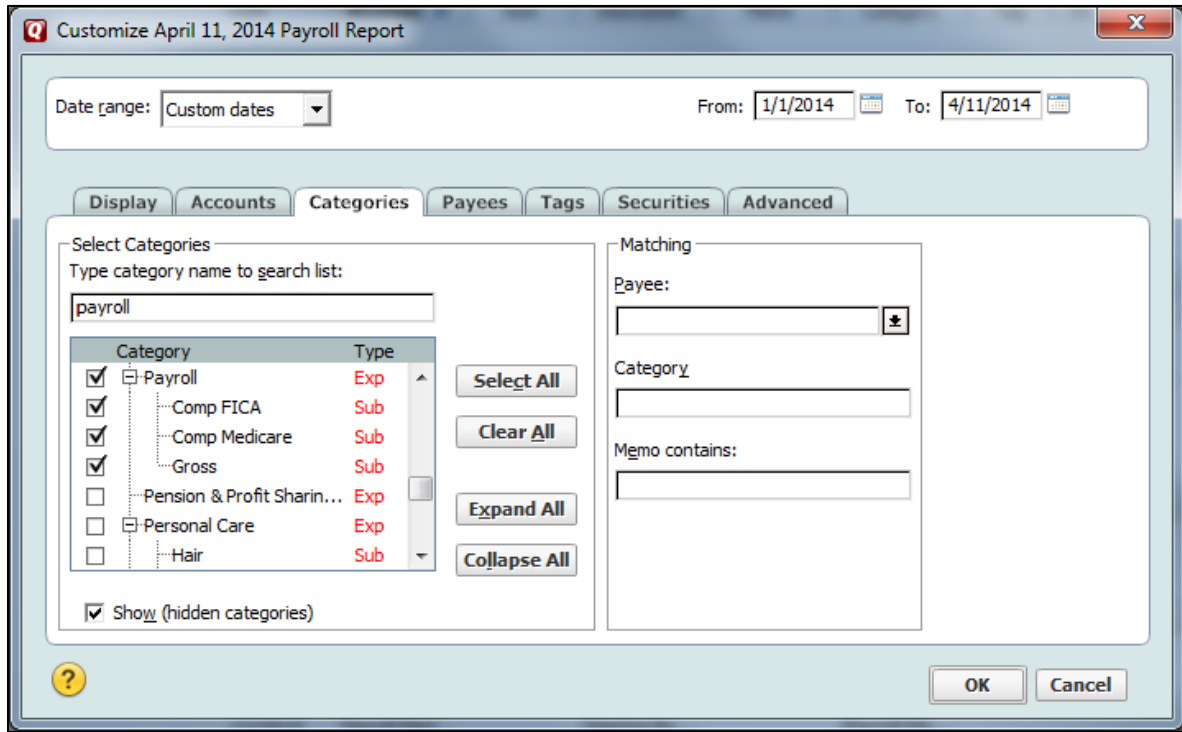 Customize April 11, 2014 Payroll Report
Date range: Custom dates From: 1/1/2014 To: 4/11/2014
Display Accounts Categories Payees Tags Securities Advanced
Select Categories
Type category name to search list:
payroll
Category Type
Payroll Exp
Comp FICA Sub
Comp Medicare Sub
Gross Sub
Pension & Profit Sharin... Exp
Personal Care Exp
Hair Sub
Show (hidden categories)
Select All
Clear All
Expand All
Collapse All
Matching
Payee:
Category
Memo contains:
?
OK Cancel